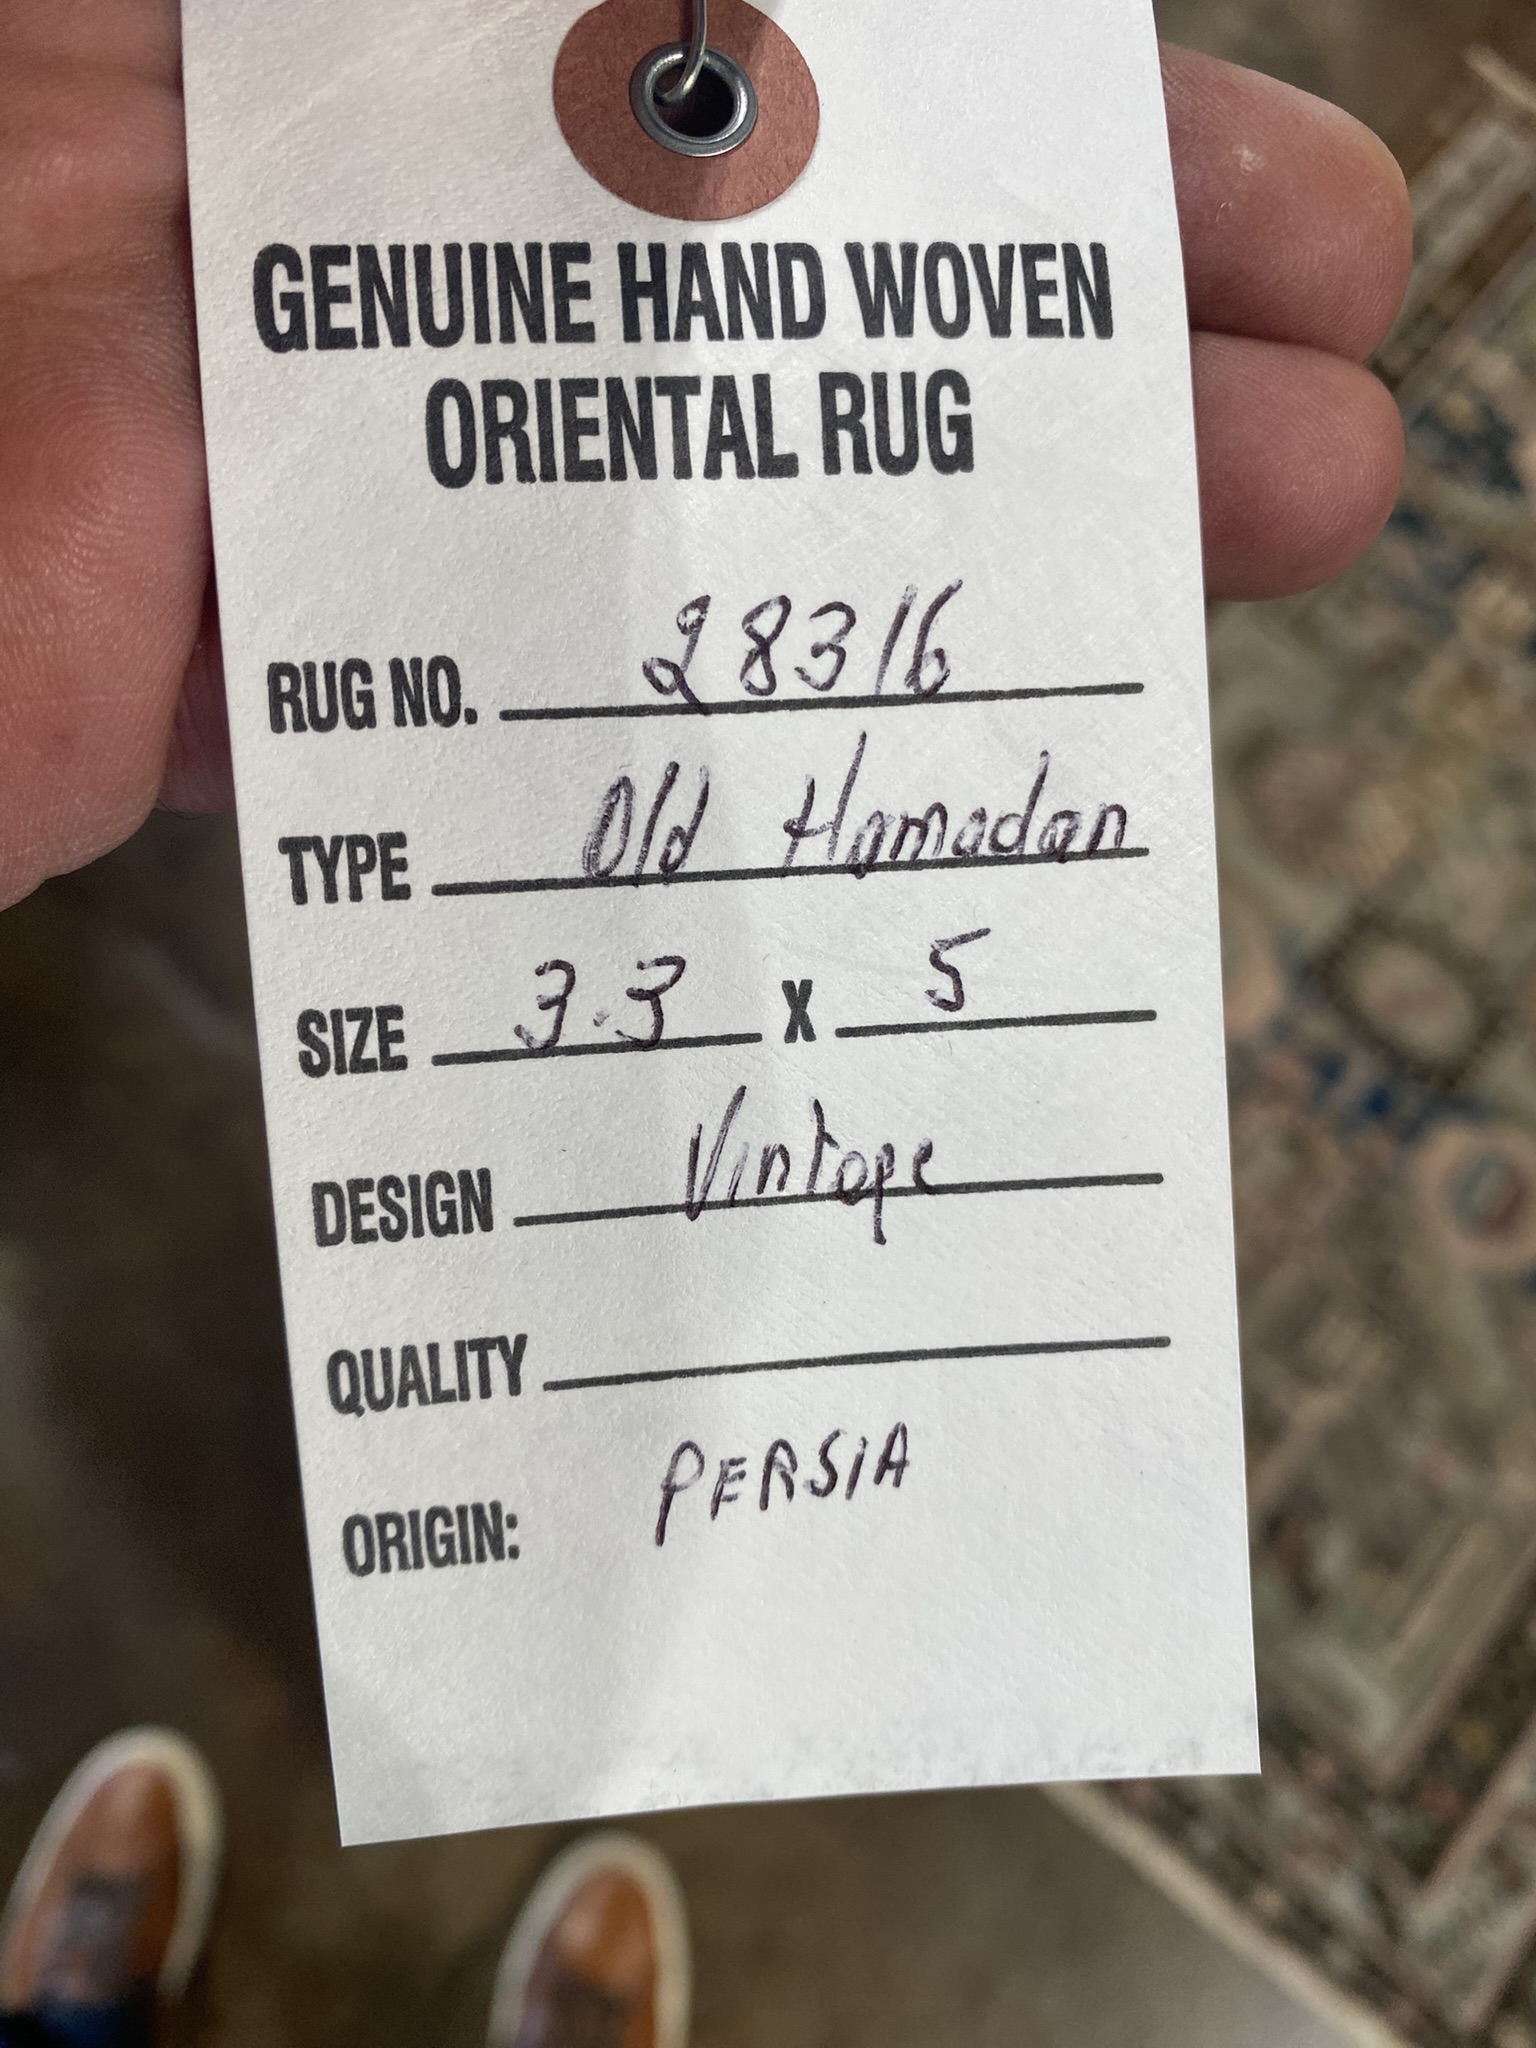 GENUINE HAND WOVEN
ORIENTAL RUG
RUG NO. 28316
TYPE Old Hamadan
SIZE 3.3 X 5
DESIGN Vintage
QUALITY
ORIGIN: PERSIA